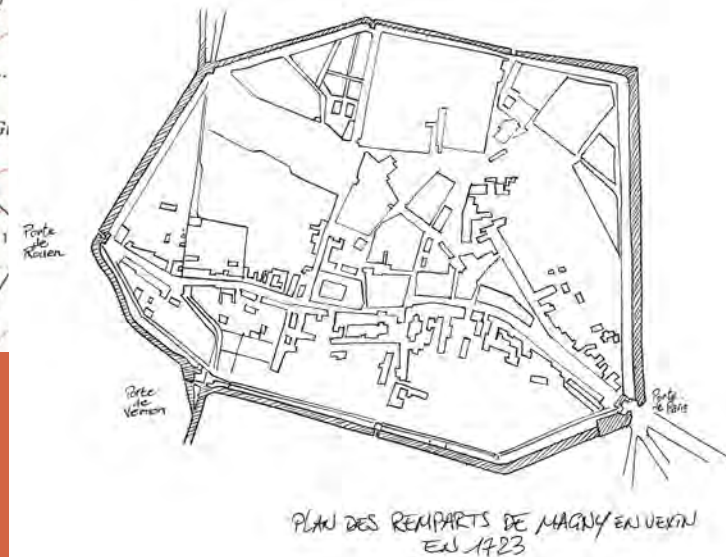 Porte
de
Rouen
Porte
de
Vernon
Porte
de Paris
PLAN DES REMPARTS DE MAGNY EN VEXIN
EN 1723